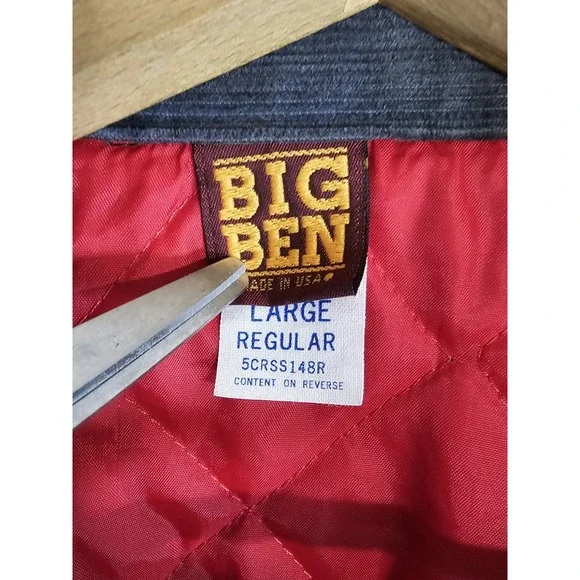 BIG
BEN
MADE IN USA
LARGE
REGULAR
5CRSS148R
CONTENT ON REVERSE